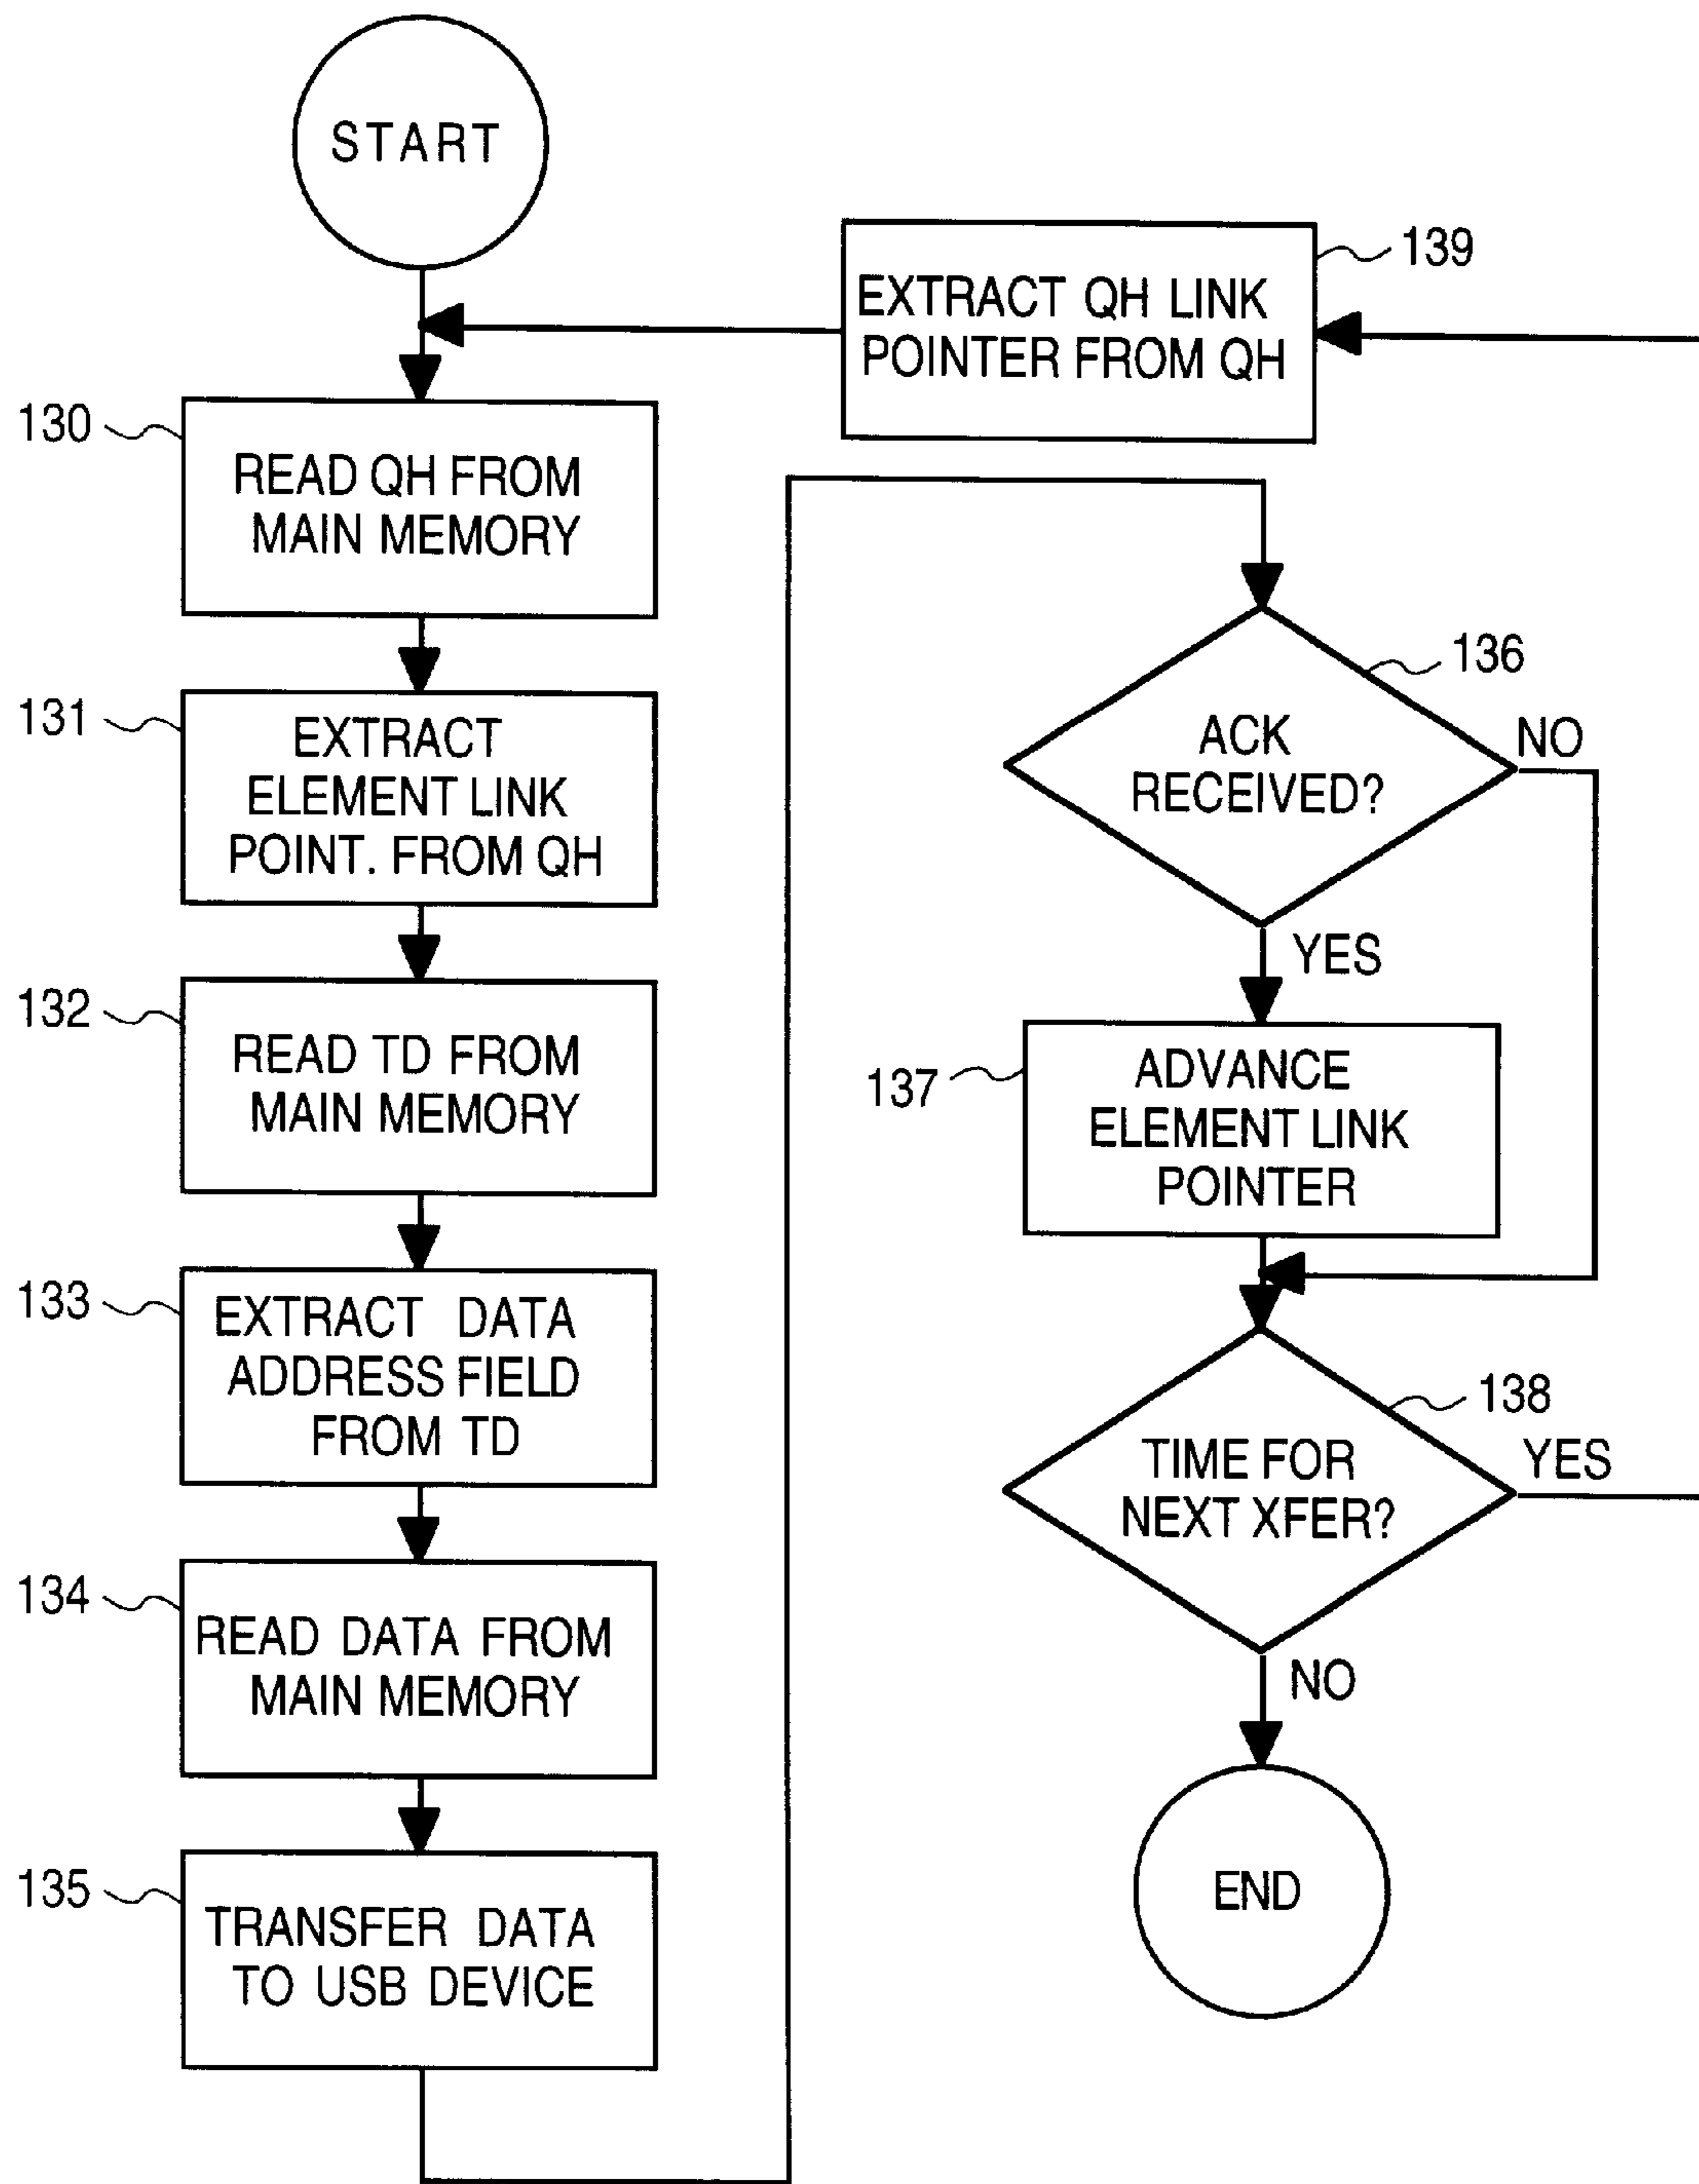 START
139
EXTRACT QH LINK
POINTER FROM QH
130
READ QH FROM
MAIN MEMORY
131
EXTRACT
ELEMENT LINK
POINT. FROM QH
132
READ TD FROM
MAIN MEMORY
133
EXTRACT DATA
ADDRESS FIELD
FROM TD
134
READ DATA FROM
MAIN MEMORY
135
TRANSFER DATA
TO USB DEVICE
136
ACK
RECEIVED?
NO
YES
137
ADVANCE
ELEMENT LINK
POINTER
138
TIME FOR
NEXT XFER?
YES
NO
END